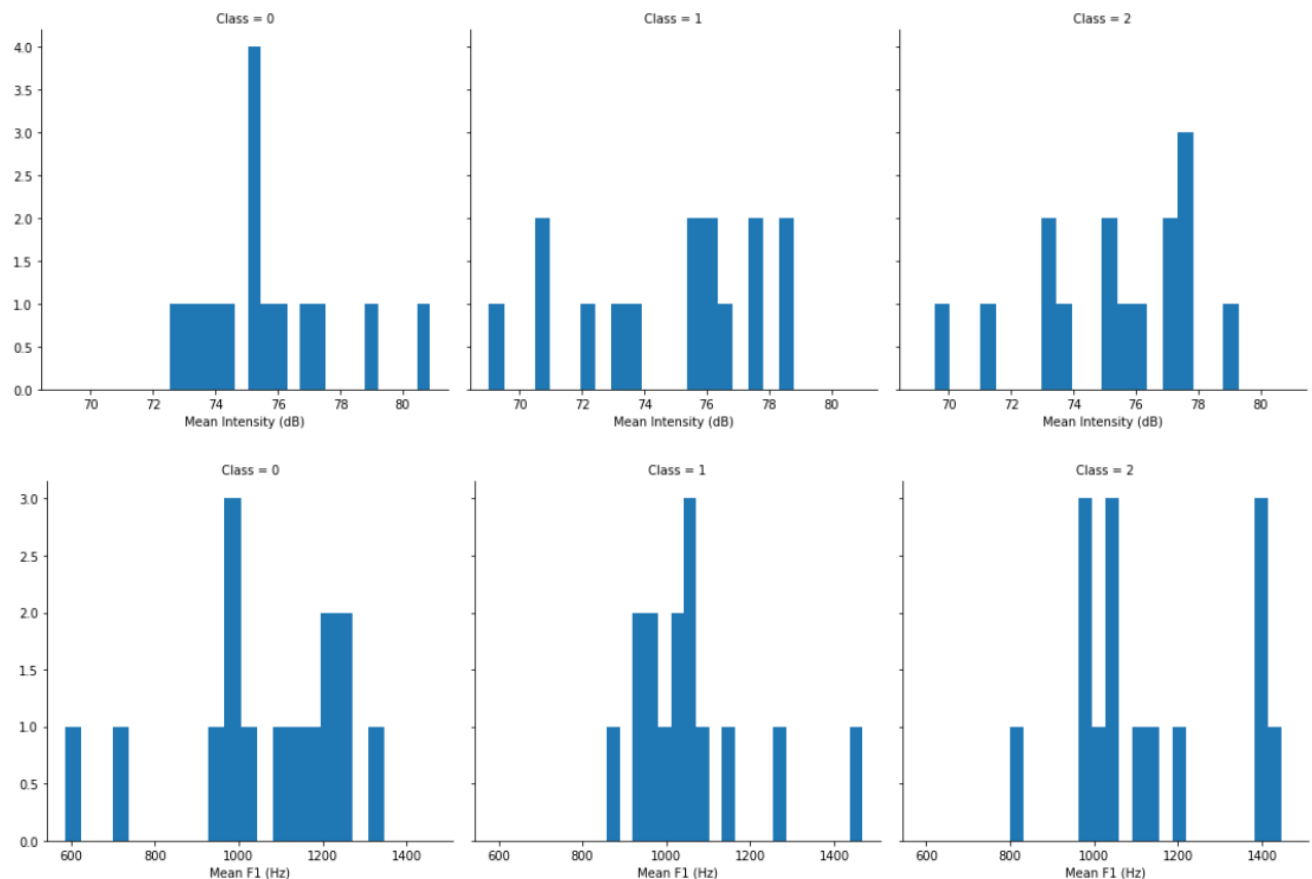 Class = 0 Class = 1 Class = 2
4.0
3.5
3.0
2.5
2.0
1.5
1.0
0.5
0.0
70 72 74 76 78 80 70 72 74 76 78 80 70 72 74 76 78 80
Mean Intensity (dB) Mean Intensity (dB) Mean Intensity (dB)
Class = 0 Class = 1 Class = 2
3.0
2.5
2.0
1.5
1.0
0.5
0.0
600 800 1000 1200 1400 600 800 1000 1200 1400 600 800 1000 1200 1400
Mean F1 (Hz) Mean F1 (Hz) Mean F1 (Hz)